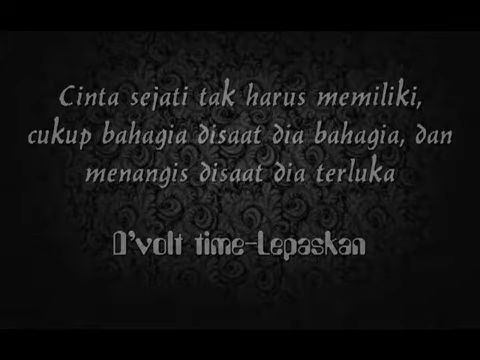 Cinta sejati tak harus memiliki,
cukup bahagia disaat dia bahagia, dan
menangis disaat dia terluka
D'volt time-Lepaskan